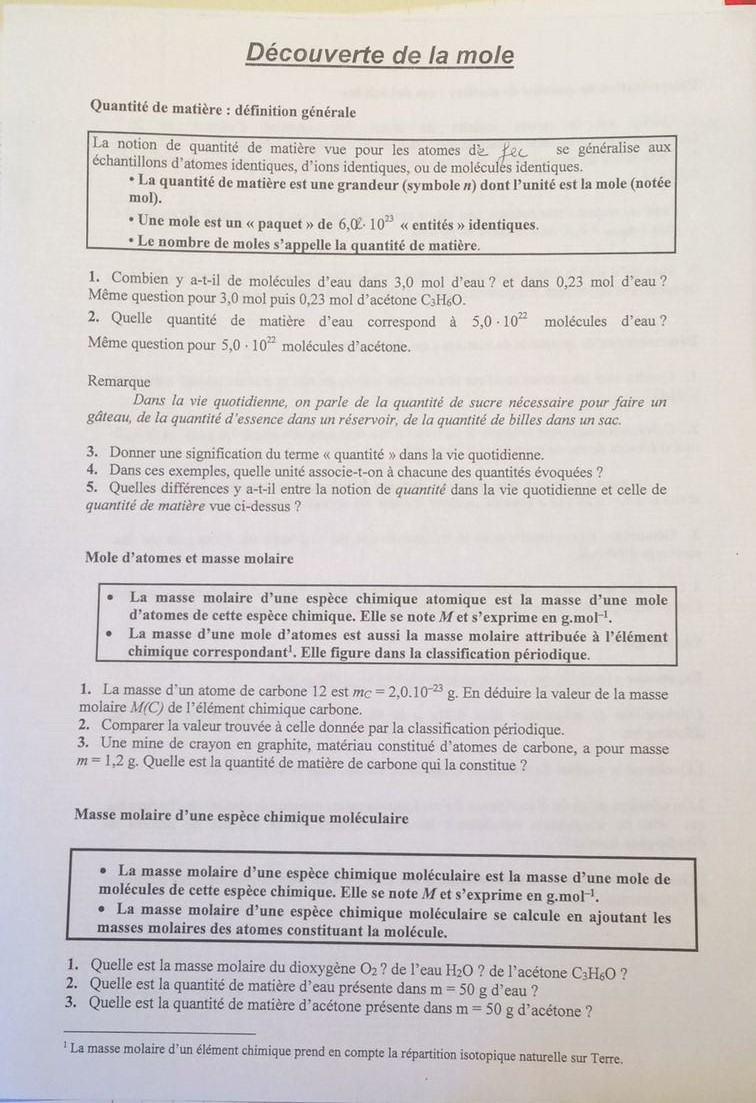 Découverte de la mole
Quantité de matière : définition générale
La notion de quantité de matière vue pour les atomes de fer se généralise aux
échantillons d'atomes identiques, d'ions identiques, ou de molécules identiques.
• La quantité de matière est une grandeur (symbole n) dont l'unité est la mole (notée
mol).
• Une mole est un « paquet » de 6,02· 10²³ « entités » identiques.
• Le nombre de moles s'appelle la quantité de matière.
1. Combien y a-t-il de molécules d'eau dans 3,0 mol d'eau ? et dans 0,23 mol d'eau ?
Même question pour 3,0 mol puis 0,23 mol d'acétone C₃H₆O.
2. Quelle quantité de matière d'eau correspond à 5,0 · 10²² molécules d'eau ?
Même question pour 5,0 · 10²² molécules d'acétone.
Remarque
Dans la vie quotidienne, on parle de la quantité de sucre nécessaire pour faire un
gâteau, de la quantité d'essence dans un réservoir, de la quantité de billes dans un sac.
3. Donner une signification du terme « quantité » dans la vie quotidienne.
4. Dans ces exemples, quelle unité associe-t-on à chacune des quantités évoquées ?
5. Quelles différences y a-t-il entre la notion de quantité dans la vie quotidienne et celle de
quantité de matière vue ci-dessus ?
Mole d'atomes et masse molaire
• La masse molaire d'une espèce chimique atomique est la masse d'une mole
d'atomes de cette espèce chimique. Elle se note M et s'exprime en g.mol⁻¹.
• La masse d'une mole d'atomes est aussi la masse molaire attribuée à l'élément
chimique correspondant¹. Elle figure dans la classification périodique.
1. La masse d'un atome de carbone 12 est mC = 2,0.10⁻²³ g. En déduire la valeur de la masse
molaire M(C) de l'élément chimique carbone.
2. Comparer la valeur trouvée à celle donnée par la classification périodique.
3. Une mine de crayon en graphite, matériau constitué d'atomes de carbone, a pour masse
m = 1,2 g. Quelle est la quantité de matière de carbone qui la constitue ?
Masse molaire d'une espèce chimique moléculaire
• La masse molaire d'une espèce chimique moléculaire est la masse d'une mole de
molécules de cette espèce chimique. Elle se note M et s'exprime en g.mol⁻¹.
• La masse molaire d'une espèce chimique moléculaire se calcule en ajoutant les
masses molaires des atomes constituant la molécule.
1. Quelle est la masse molaire du dioxygène O₂ ? de l'eau H₂O ? de l'acétone C₃H₆O ?
2. Quelle est la quantité de matière d'eau présente dans m = 50 g d'eau ?
3. Quelle est la quantité de matière d'acétone présente dans m = 50 g d'acétone ?
¹ La masse molaire d'un élément chimique prend en compte la répartition isotopique naturelle sur Terre.